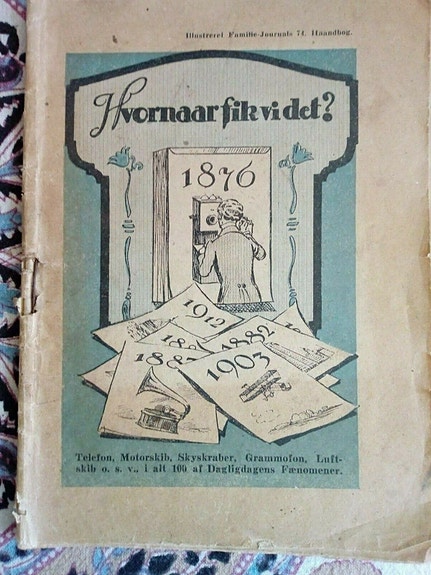 Illustreret Familie-Journals 74. Haandbog.
Hvornaar fik vi det?
1876
1912
1882
1887
1903
Telefon, Motorskib, Skyskraber, Grammofon, Luft-
skib o. s. v., i alt 100 af Dagligdagens Fænomener.